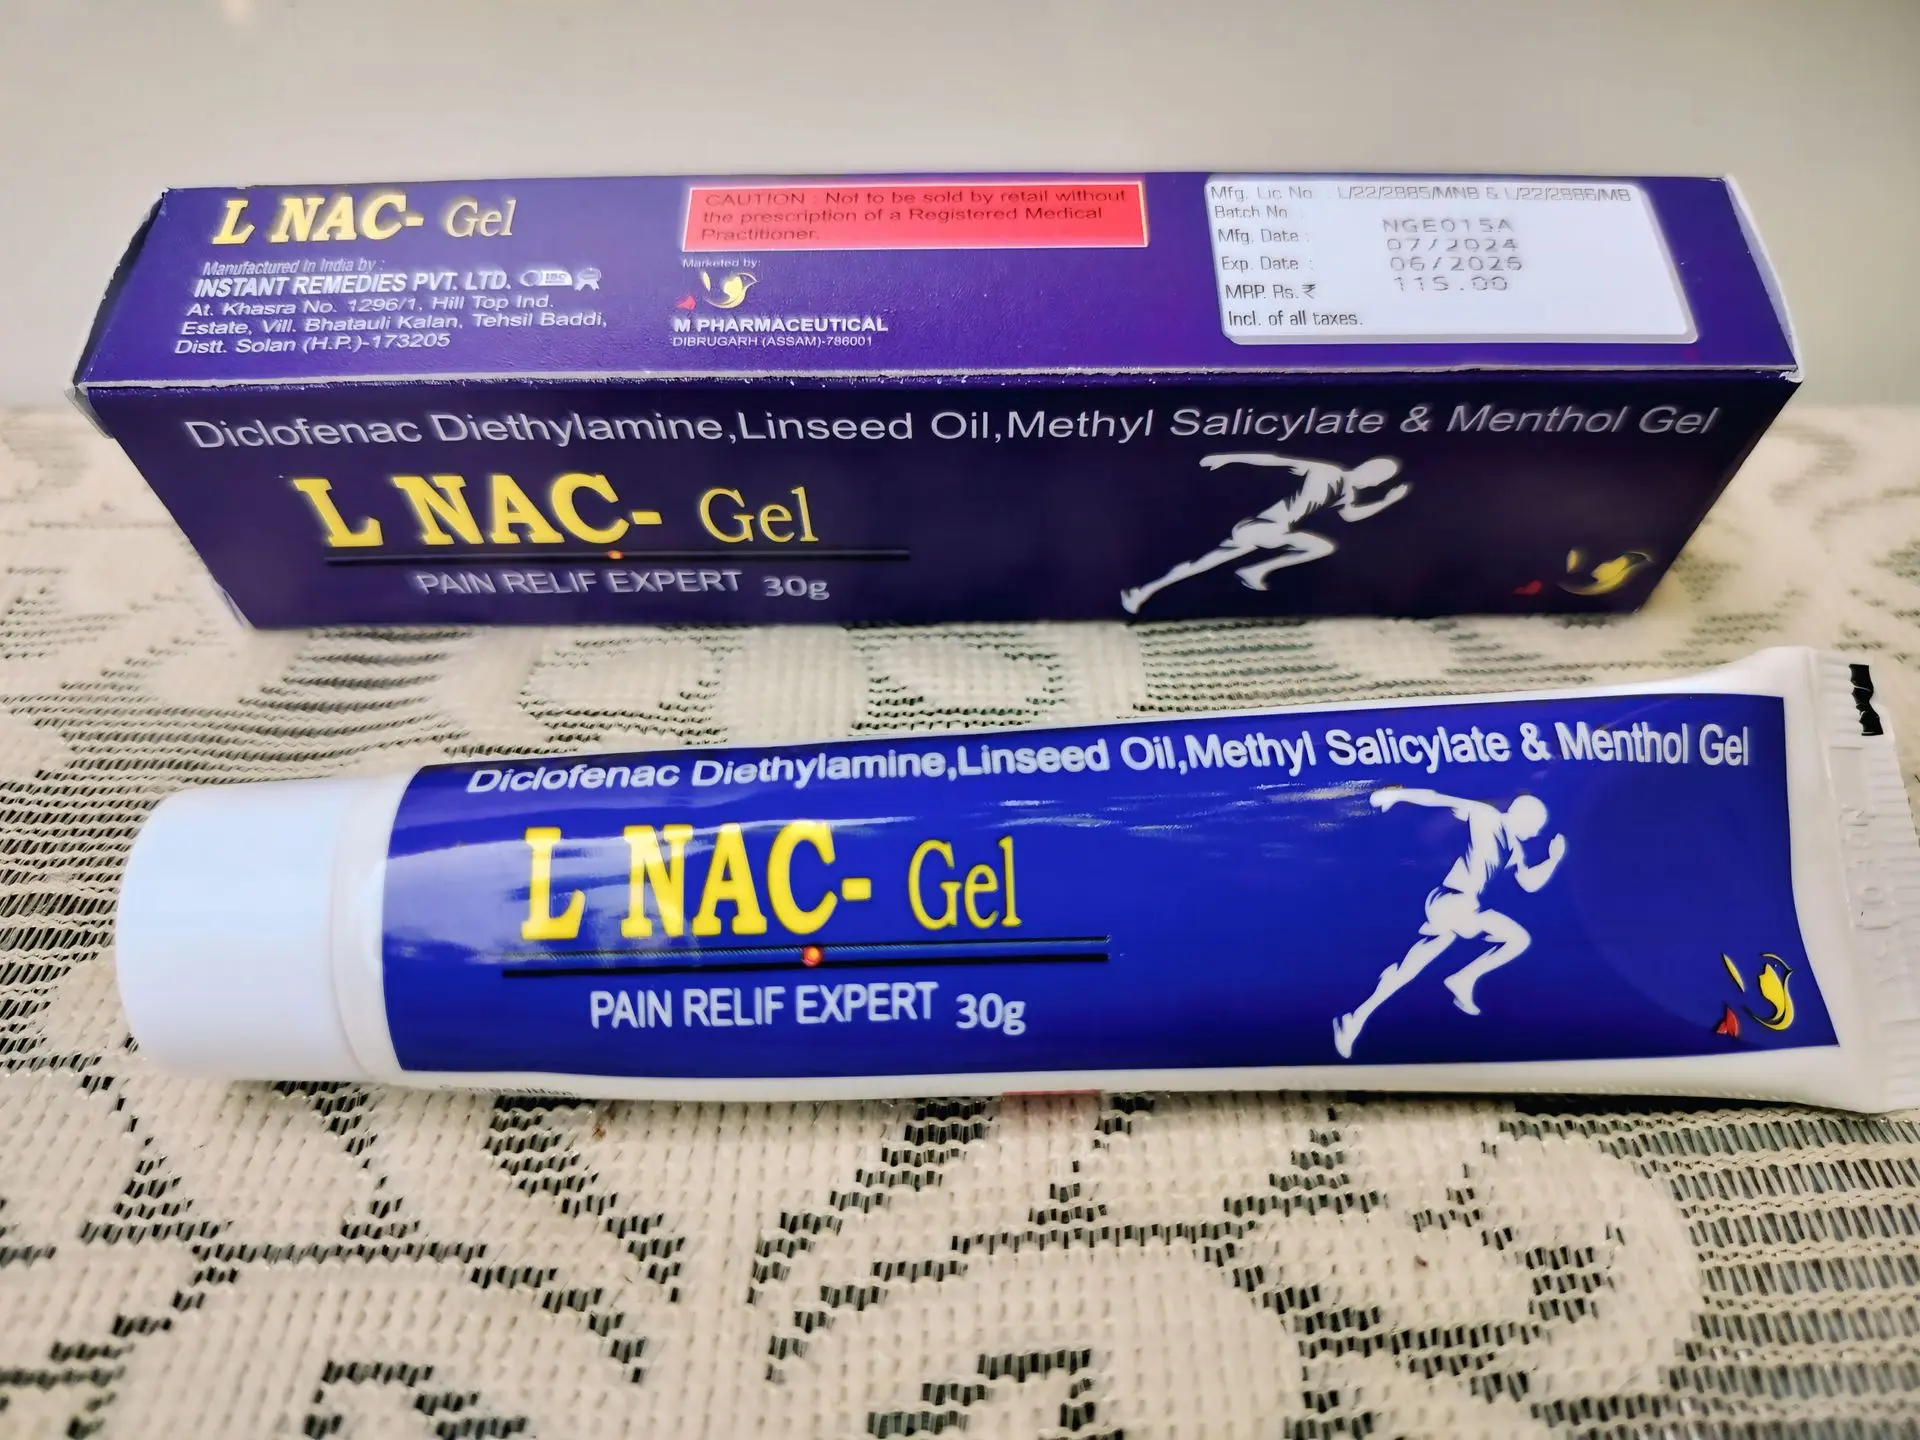 L NAC- Gel
Manufactured in India by :
INSTANT REMEDIES PVT. LTD.
At. Khasra No. 1296/1, Hill Top Ind.
Estate, Vill. Bhatauli Kalan, Tehsil Baddi,
Distt. Solan (H.P.)-173205
CAUTION : Not to be sold by retail without
the prescription of a Registered Medical
Practitioner.
Marketed by:
M PHARMACEUTICAL
DIBRUGARH (ASSAM)-786001
Mfg. Lic No : L/22/2885/MNB & L/22/2886/MB
Batch No NGE015A
Mfg. Date : 07/2024
Exp. Date : 06/2026
MRP. Rs. ₹ 115.00
Incl. of all taxes.
Diclofenac Diethylamine,Linseed Oil,Methyl Salicylate & Menthol Gel
L NAC- Gel
PAIN RELIF EXPERT 30g
Diclofenac Diethylamine,Linseed Oil,Methyl Salicylate & Menthol Gel
L NAC- Gel
PAIN RELIF EXPERT 30g